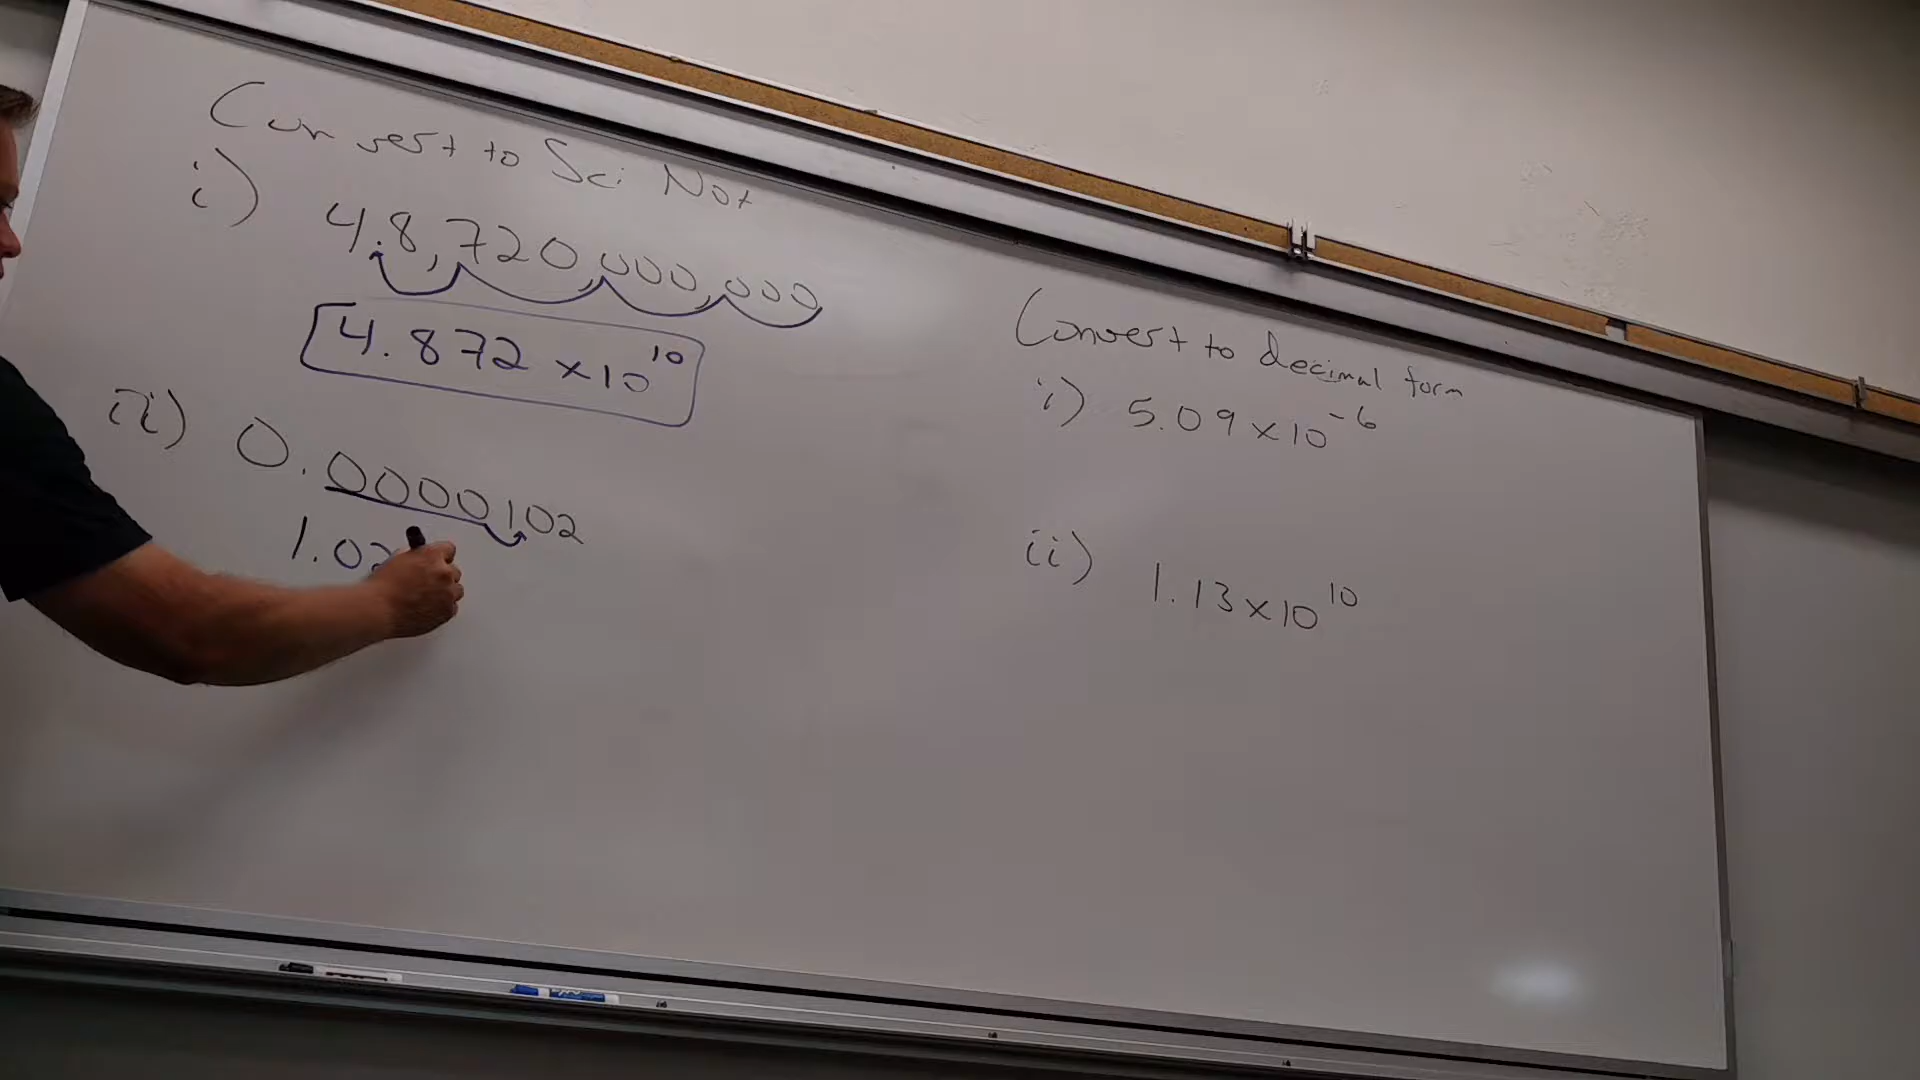 Convert to Sci Not
i) 4.8,720,000,000
4.872 x10^10
ii) 0.0000102
1.02
Convert to decimal form
i) 5.09 x 10^-6
ii) 1.13 x 10^10